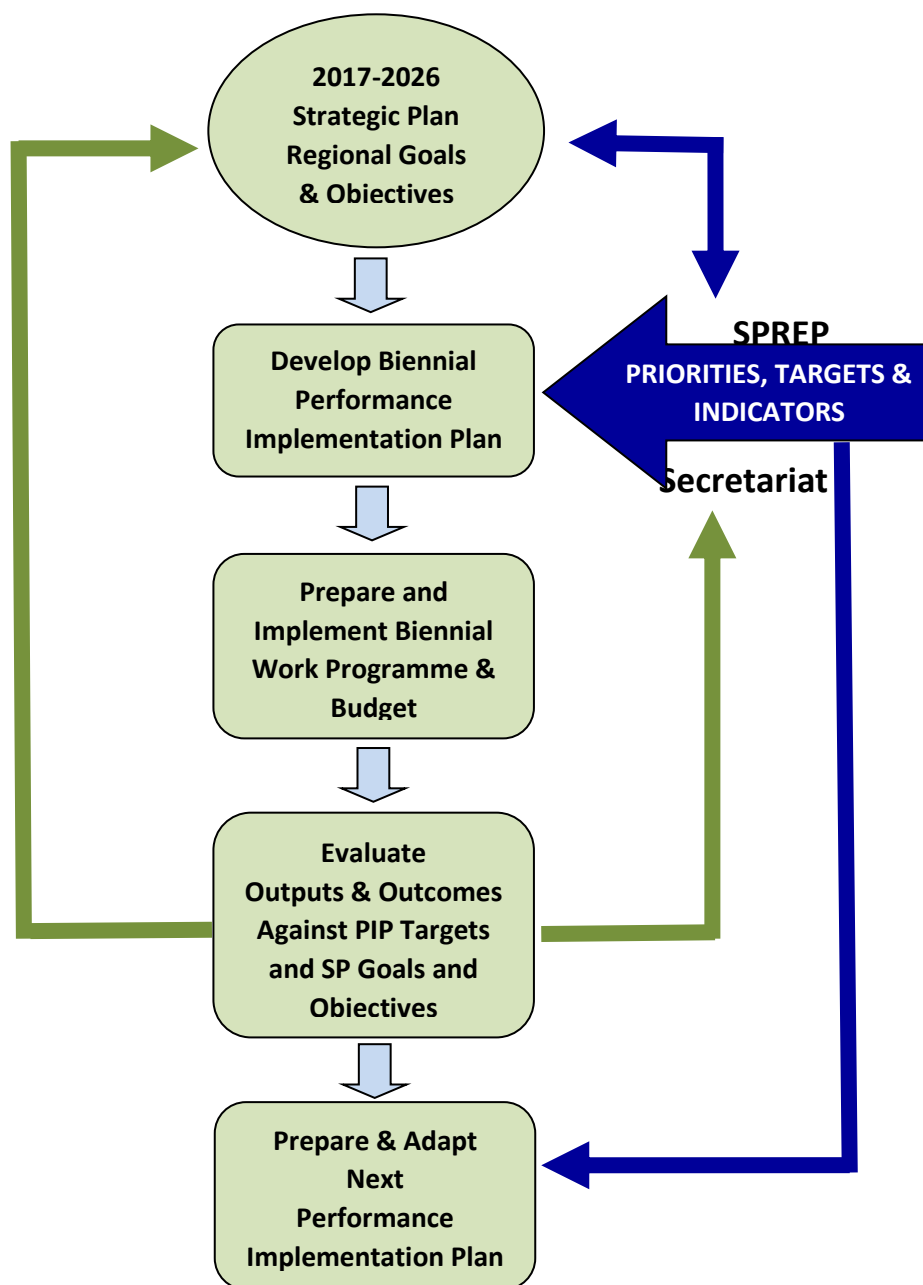 2017-2026
Strategic Plan
Regional Goals
& Objectives
SPREP
PRIORITIES, TARGETS &
INDICATORS
Secretariat
Develop Biennial
Performance
Implementation Plan
Prepare and
Implement Biennial
Work Programme &
Budget
Evaluate
Outputs & Outcomes
Against PIP Targets
and SP Goals and
Objectives
Prepare & Adapt
Next
Performance
Implementation Plan